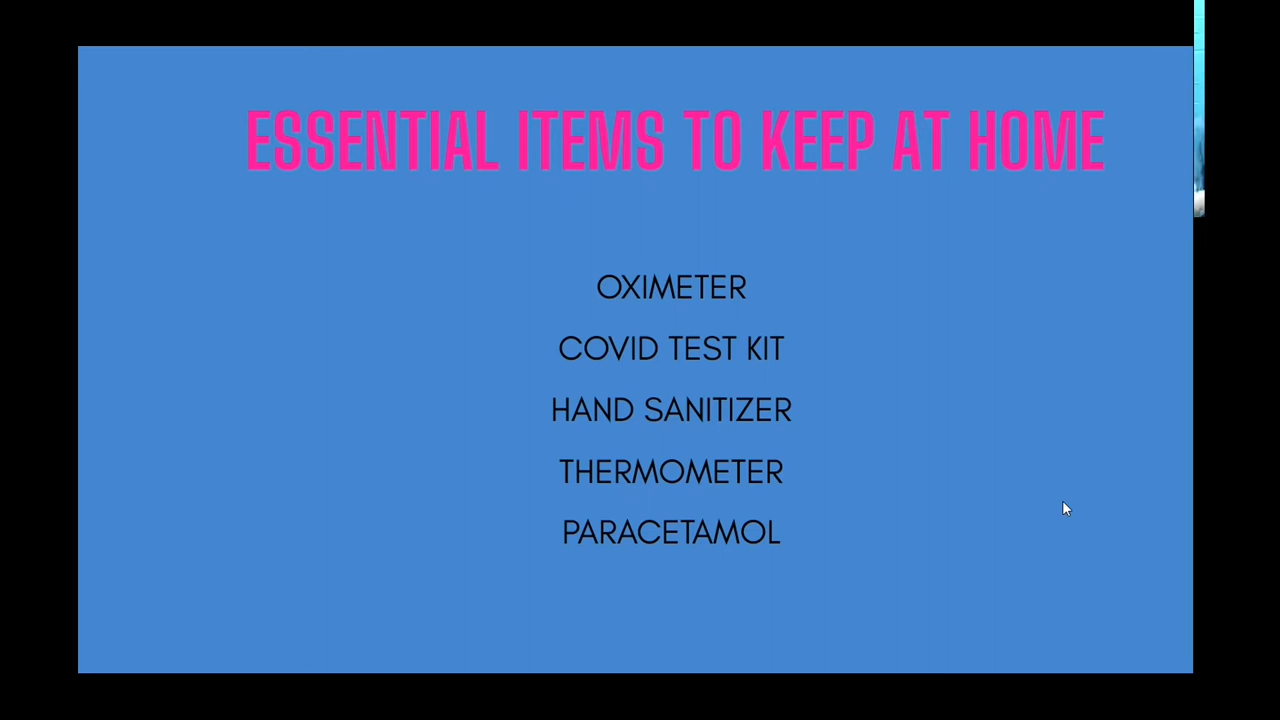 ESSENTIAL ITEMS TO KEEP AT HOME
OXIMETER
COVID TEST KIT
HAND SANITIZER
THERMOMETER
PARACETAMOL